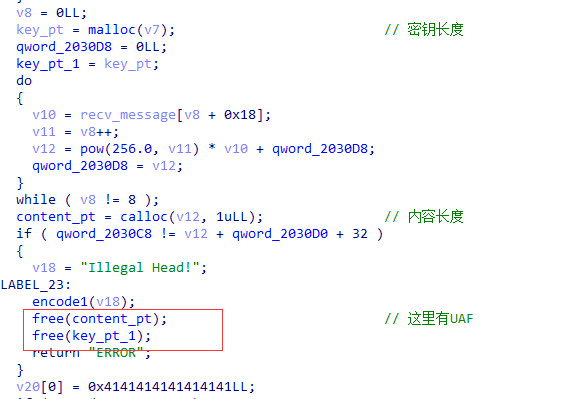 v8 = 0LL;
key_pt = malloc(v7); // 密钥长度
qword_2030D8 = 0LL;
key_pt_1 = key_pt;
do
{
v10 = recv_message[v8 + 0x18];
v11 = v8++;
v12 = pow(256.0, v11) * v10 + qword_2030D8;
qword_2030D8 = v12;
}
while ( v8 != 8 );
content_pt = calloc(v12, 1uLL); // 内容长度
if ( qword_2030C8 != v12 + qword_2030D0 + 32 )
{
v18 = "Illegal Head!";
LABEL_23:
encode1(v18);
free(content_pt); // 这里有UAF
free(key_pt_1);
return "ERROR";
}
v20[0] = 0x4141414141414141LL;